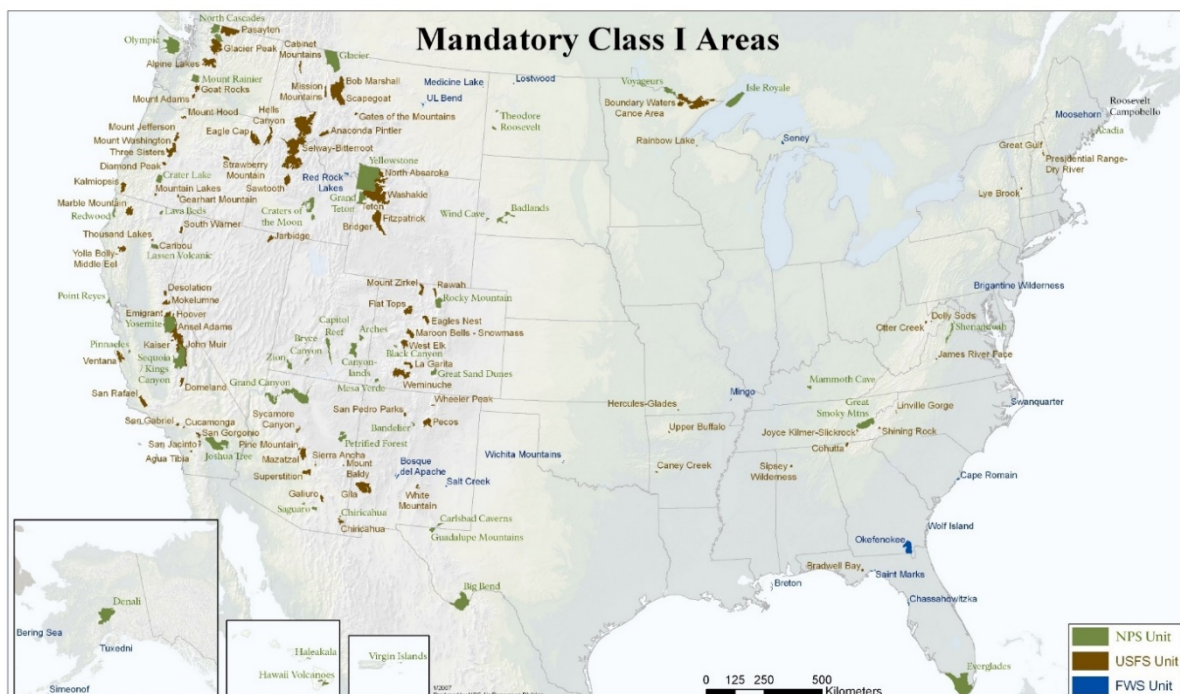 Mandatory Class I Areas
North Cascades
Pasayten
Olympic
Glacier Peak
Alpine Lakes
Mount Rainier
Goat Rocks
Mount Adams
Cabinet
Mountains
Glacier
Mission
Mountains
Bob Marshall
Scapegoat
Medicine Lake
Lostwood
UL Bend
Gates of the Mountains
Theodore
Roosevelt
Voyageurs
Isle Royale
Boundary Waters
Canoe Area
Rainbow Lake
Seney
Moosehorn
Roosevelt
Campobello
Acadia
Great Gulf
Presidential Range-
Dry River
Lye Brook
Mount Hood
Hells
Canyon
Eagle Cap
Mount Jefferson
Mount Washington
Three Sisters
Diamond Peak
Anaconda Pintler
Selway-Bitterroot
Strawberry
Mountain
Sawtooth
Yellowstone
North Absaroka
Red Rock
Lakes
Washakie
Grand
Teton
Teton
Fitzpatrick
Bridger
Kalmiopsis
Crater Lake
Mountain Lakes
Gearhart Mountain
Marble Mountain
Redwood
Lava Beds
South Warner
Craters of
the Moon
Jarbidge
Thousand Lakes
Caribou
Lassen Volcanic
Yolla Bolly-
Middle Eel
Wind Cave
Badlands
Desolation
Mokelumne
Point Reyes
Emigrant
Hoover
Yosemite
Ansel Adams
Pinnacles
Kaiser
John Muir
Ventana
Sequoia
Kings
Canyon
Domeland
San Rafael
Mount Zirkel
Rawah
Flat Tops
Rocky Mountain
Eagles Nest
Maroon Bells - Snowmass
West Elk
Black Canyon
La Garita
Great Sand Dunes
Weminuche
Capitol
Reef
Arches
Bryce
Canyon
Canyon-
lands
Zion
Mesa Verde
Grand Canyon
Wheeler Peak
San Pedro Parks
Bandelier
Pecos
San Gabriel
Cucamonga
San Gorgonio
San Jacinto
Agua Tibia
Joshua Tree
Sycamore
Canyon
Petrified Forest
Pine Mountain
Mazatzal
Sierra Ancha
Mount
Baldy
Superstition
Bosque
del Apache
Salt Creek
White
Mountain
Galiuro
Gila
Saguaro
Chiricahua
Chiricahua
Carlsbad Caverns
Guadalupe Mountains
Wichita Mountains
Big Bend
Hercules-Glades
Upper Buffalo
Caney Creek
Mingo
Mammoth Cave
Brigantine Wilderness
Dolly Sods
Otter Creek
Shenandoah
James River Face
Great
Smoky Mtns
Linville Gorge
Swanquarter
Joyce Kilmer-Slickrock
Shining Rock
Cohutta
Sipsey
Wilderness
Cape Romain
Wolf Island
Okefenokee
Bradwell Bay
Saint Marks
Breton
Chassahowitzka
Everglades
Denali
Bering Sea
Tuxedni
Simeonof
Haleakala
Hawaii Volcanoes
Virgin Islands
0 125 250 500
Kilometers
NPS Unit
USFS Unit
FWS Unit